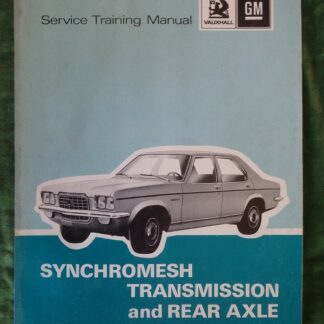 Service Training Manual
VAUXHALL
GM
SYNCHROMESH
TRANSMISSION
and REAR AXLE